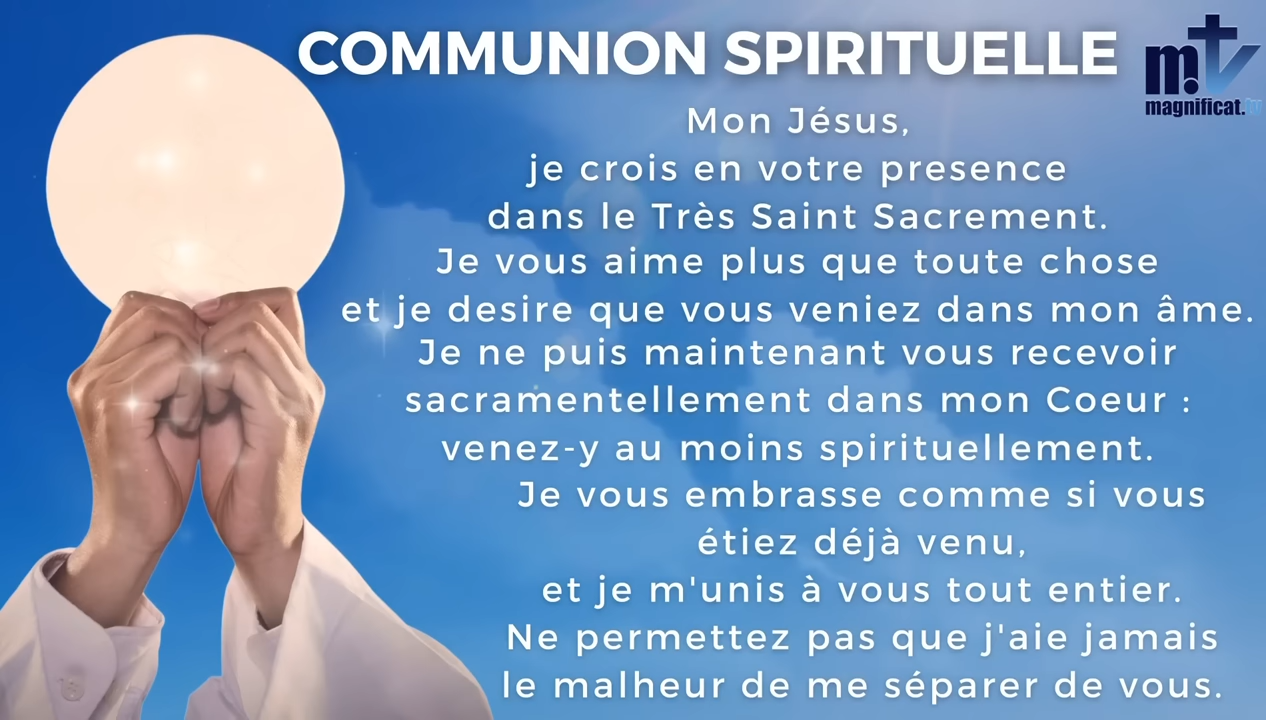 COMMUNION SPIRITUELLE
mtv
magnificat.tv
Mon Jésus,
je crois en votre presence
dans le Très Saint Sacrement.
Je vous aime plus que toute chose
et je desire que vous veniez dans mon âme.
Je ne puis maintenant vous recevoir
sacramentellement dans mon Coeur :
venez-y au moins spirituellement.
Je vous embrasse comme si vous
étiez déjà venu,
et je m'unis à vous tout entier.
Ne permettez pas que j'aie jamais
le malheur de me séparer de vous.